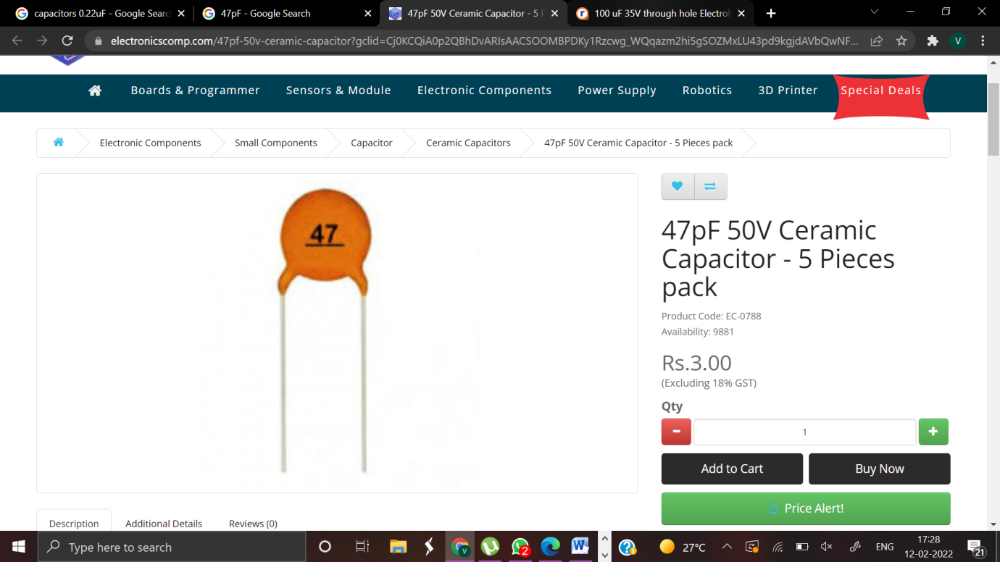 capacitors 0.22uF - Google Searc
47pF - Google Search
47pF 50V Ceramic Capacitor - 5 P
100 uF 35V through hole Electrol
electronicscomp.com/47pf-50v-ceramic-capacitor?gclid=Cj0KCQiA0p2QBhDvARIsAACSOOMBPDKy1Rzcwg_WQqazm2hi5gSOZMxLU43pd9kgjdAVbQwNF...
V
Boards & Programmer
Sensors & Module
Electronic Components
Power Supply
Robotics
3D Printer
Special Deals
Electronic Components
Small Components
Capacitor
Ceramic Capacitors
47pF 50V Ceramic Capacitor - 5 Pieces pack
47
47pF 50V Ceramic
Capacitor - 5 Pieces
pack
Product Code: EC-0788
Availability: 9881
Rs.3.00
(Excluding 18% GST)
Qty
1
Add to Cart
Buy Now
Price Alert!
Description
Additional Details
Reviews (0)
Type here to search
2
27°C
ENG
17:28
12-02-2022
21